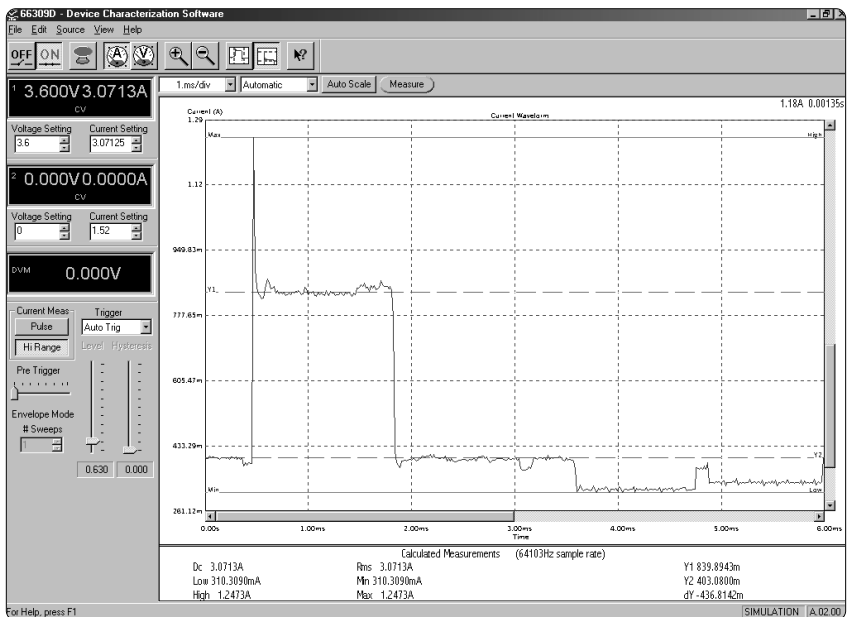 66309D - Device Characterization Software
File Edit Source View Help
OFF ON A V
1.ms/div Automatic Auto Scale Measure
1 3.600V 3.0713A
CV
Voltage Setting Current Setting
3.6 3.07125
2 0.000V 0.0000A
CV
Voltage Setting Current Setting
0 1.52
DVM 0.000V
Current Meas
Pulse
Hi Range
Trigger
Auto Trig
Level Hysteresis
Pre Trigger
Envelope Mode
# Sweeps
1
0.630 0.000
1.18A 0.00135s
Current (A) Current Waveform
1.29
Max High
1.12
949.83m
Y1
777.65m
605.47m
433.29m
Y2
Min Low
261.12m
0.00s 1.00ms 2.00ms 3.00ms 4.00ms 5.00ms 6.00ms
Time
Calculated Measurements (64103Hz sample rate)
Dc 3.0713A Rms 3.0713A Y1 839.8943m
Low 310.3090mA Min 310.3090mA Y2 403.0800m
High 1.2473A Max 1.2473A dY -436.8142m
For Help, press F1 SIMULATION A.02.00